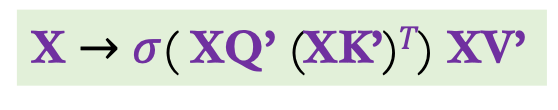 X → σ( XQ’ (XK’)ᵀ) XV’